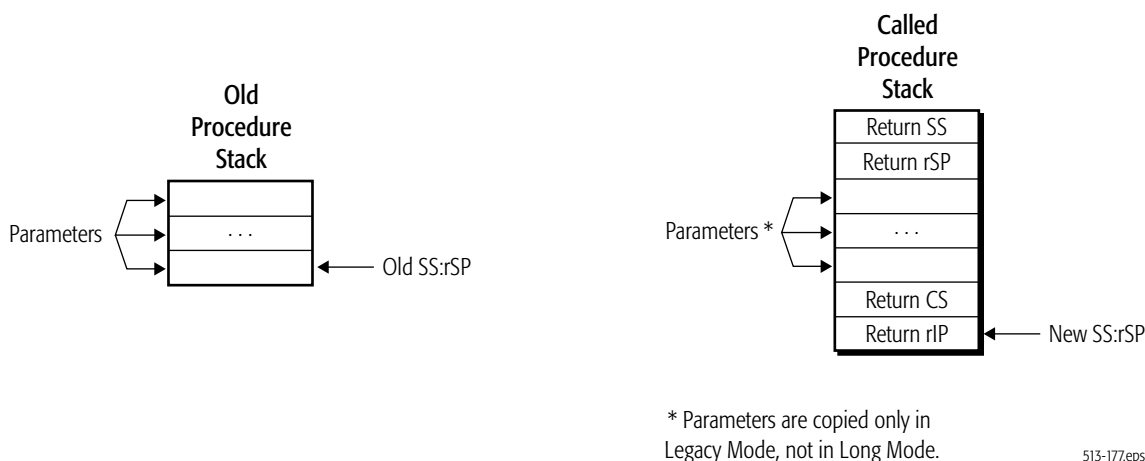 Old
Procedure
Stack
Parameters
. . .
Old SS:rSP
Called
Procedure
Stack
Return SS
Return rSP
Parameters *
. . .
Return CS
Return rIP
New SS:rSP
* Parameters are copied only in
Legacy Mode, not in Long Mode.
513-177.eps